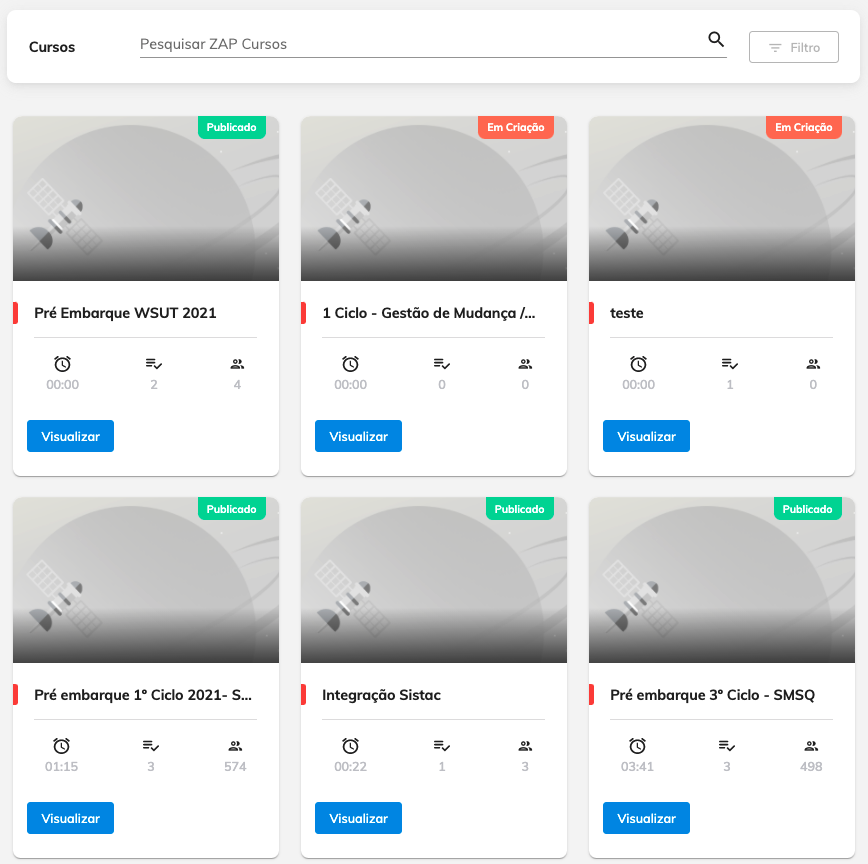 Cursos
Pesquisar ZAP Cursos
Filtro
Publicado
Em Criação
Em Criação
Pré Embarque WSUT 2021
1 Ciclo - Gestão de Mudança /...
teste
00:00 2 4
00:00 0 0
00:00 1 0
Visualizar
Visualizar
Visualizar
Publicado
Publicado
Publicado
Pré embarque 1º Ciclo 2021- S...
Integração Sistac
Pré embarque 3º Ciclo - SMSQ
01:15 3 574
00:22 1 3
03:41 3 498
Visualizar
Visualizar
Visualizar